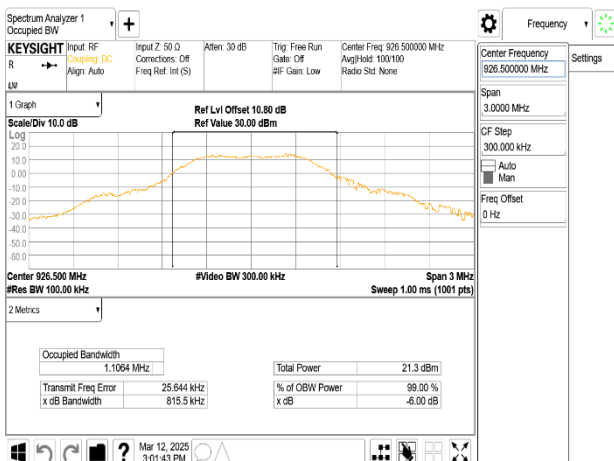 Spectrum Analyzer 1
Occupied BW
Frequency
KEYSIGHT
R
Input: RF
Coupling: DC
Align: Auto
Input Z: 50 Ω
Corrections: Off
Freq Ref: Int (S)
Atten: 30 dB
Trig: Free Run
Gate: Off
#IF Gain: Low
Center Freq: 926.500000 MHz
Avg|Hold: 100/100
Radio Std: None
LNI
Center Frequency
926.500000 MHz
Settings
Span
3.0000 MHz
CF Step
300.000 kHz
Auto
Man
Freq Offset
0 Hz
1 Graph
Scale/Div 10.0 dB
Ref Lvl Offset 10.80 dB
Ref Value 30.00 dBm
Log
20.0
10.0
0.00
-10.0
-20.0
-30.0
-40.0
-50.0
-60.0
Center 926.500 MHz
#Video BW 300.00 kHz
Span 3 MHz
#Res BW 100.00 kHz
Sweep 1.00 ms (1001 pts)
2 Metrics
Occupied Bandwidth
1.1064 MHz
Total Power 21.3 dBm
Transmit Freq Error 25.644 kHz
% of OBW Power 99.00 %
x dB Bandwidth 815.5 kHz
x dB -6.00 dB
?
Mar 12, 2025
3:01:43 PM